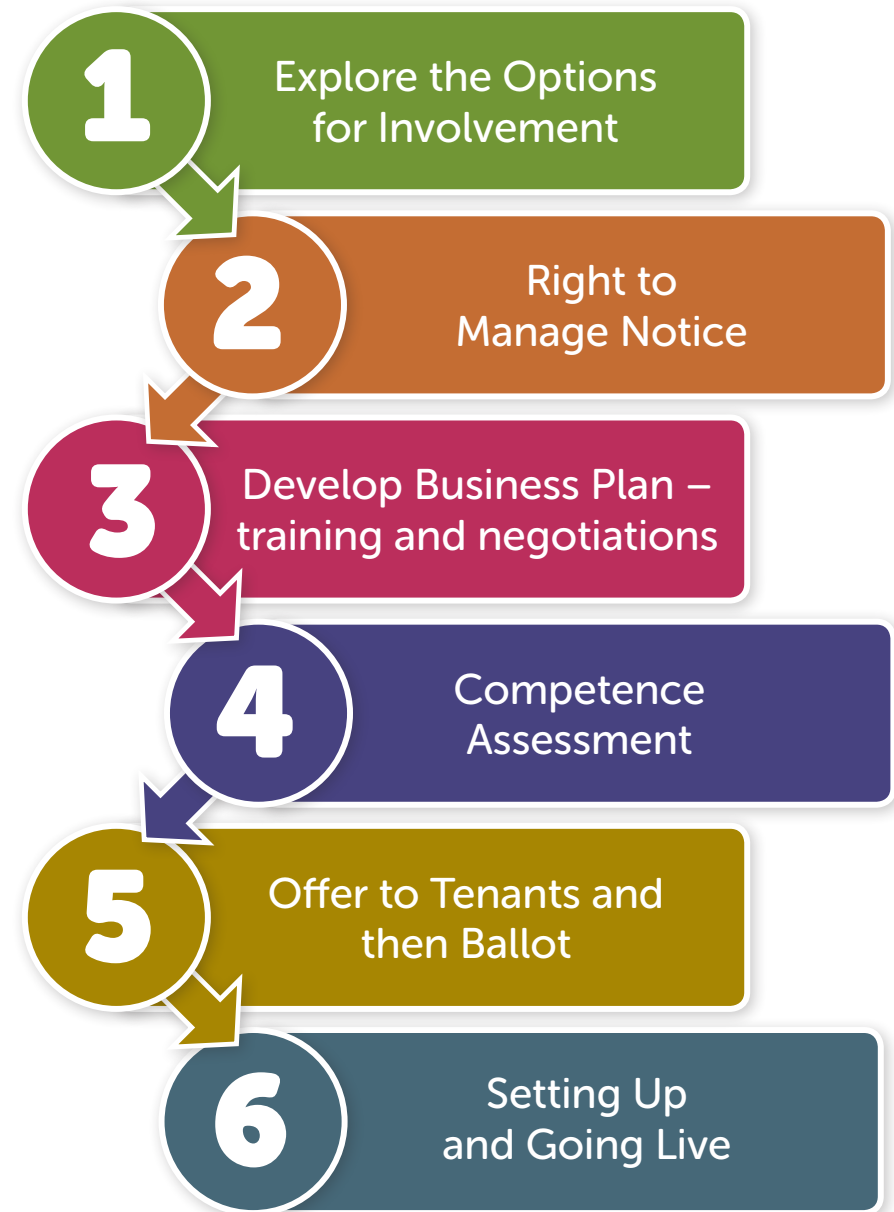 1
Explore the Options
for Involvement
2
Right to
Manage Notice
3
Develop Business Plan –
training and negotiations
4
Competence
Assessment
5
Offer to Tenants and
then Ballot
6
Setting Up
and Going Live